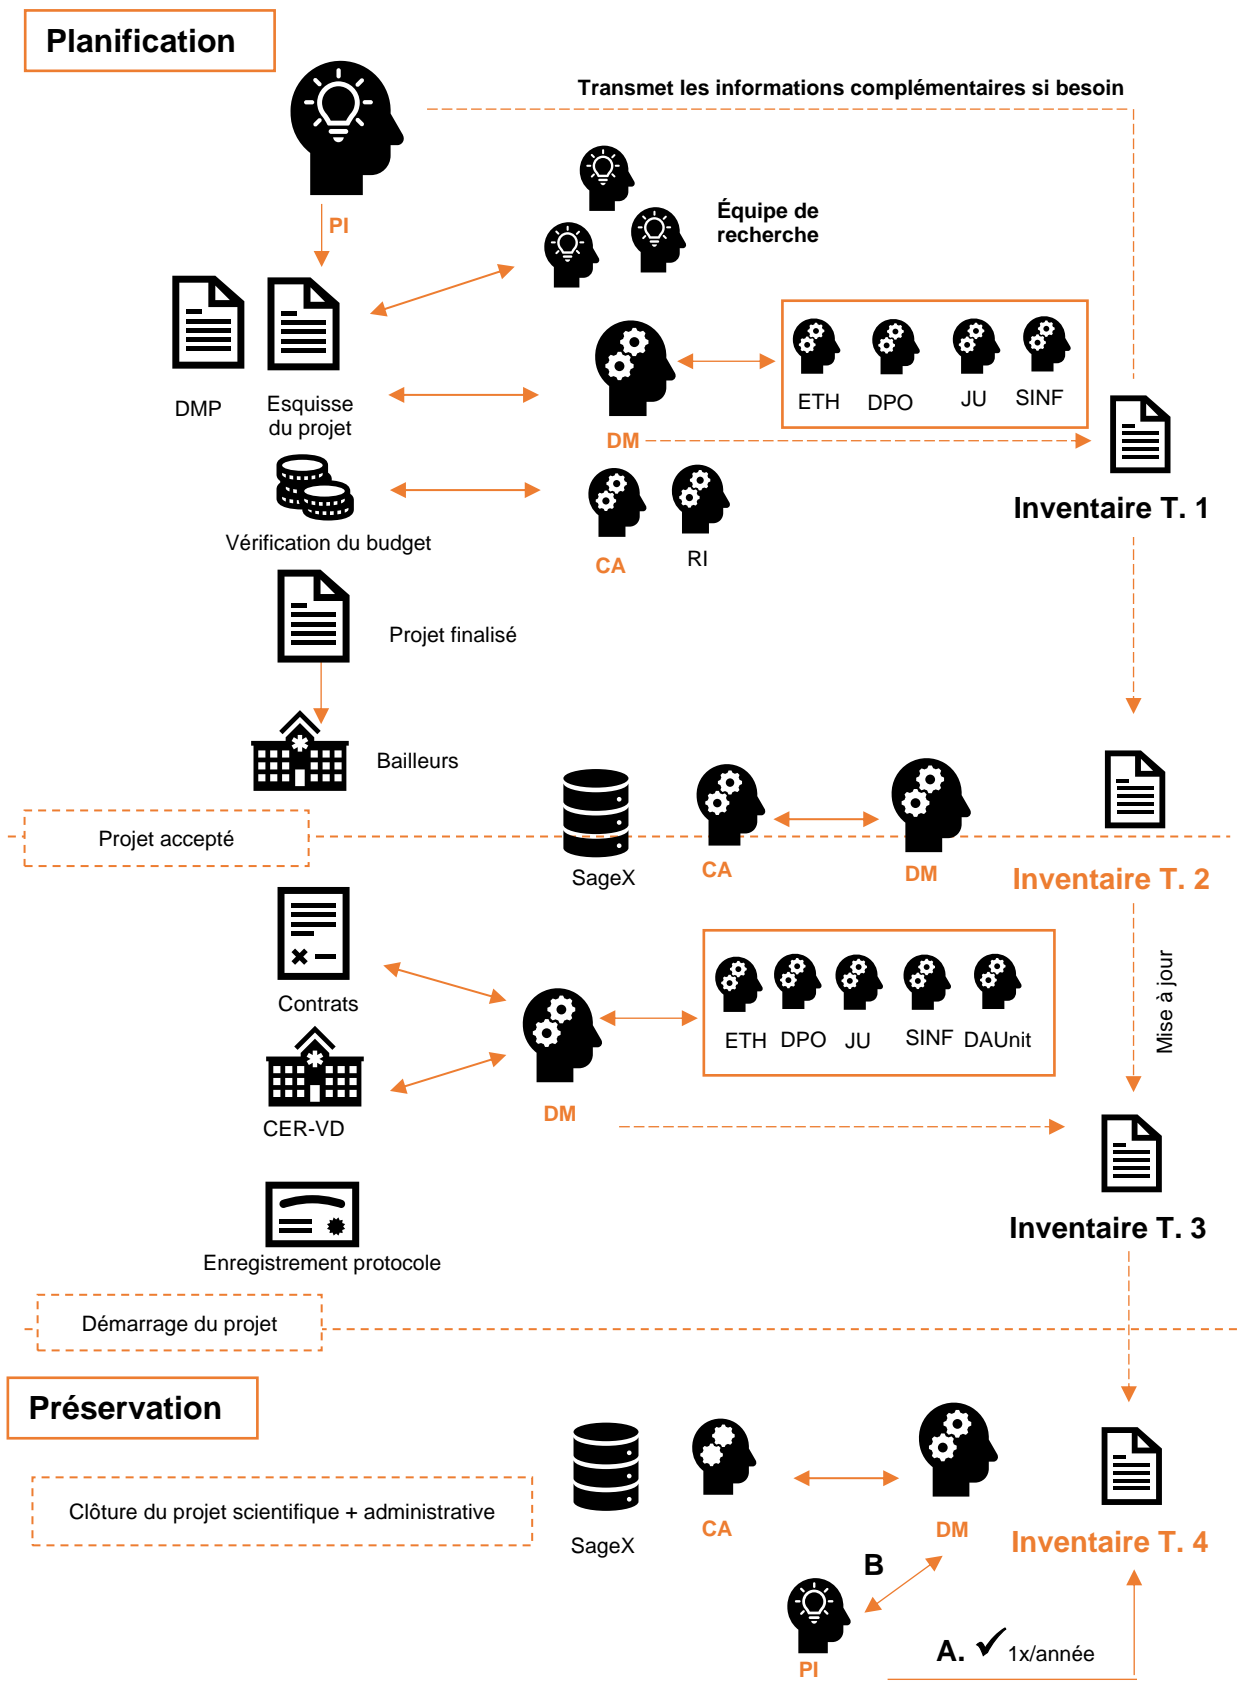 Planification
Transmet les informations complémentaires si besoin
PI
Équipe de
recherche
DMP
Esquisse
du projet
DM
ETH
DPO
JU
SINF
Inventaire T. 1
Vérification du budget
CA
RI
Projet finalisé
Bailleurs
Projet accepté
SageX
CA
DM
Inventaire T. 2
Contrats
ETH
DPO
JU
SINF
DAUnit
Mise à jour
CER-VD
DM
Inventaire T. 3
Enregistrement protocole
Démarrage du projet
Préservation
Clôture du projet scientifique + administrative
SageX
CA
DM
Inventaire T. 4
B
PI
A. ✓ 1x/année